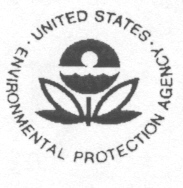 UNITED STATES
ENVIRONMENTAL PROTECTION AGENCY